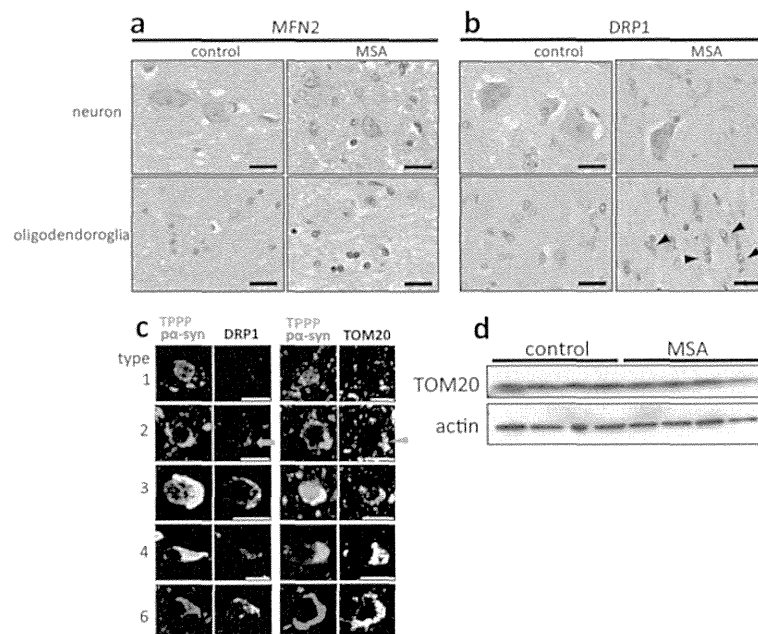 a
MFN2
control MSA
b
DRP1
control MSA
neuron
oligodendoroglia
c
TPPP
pα-syn DRP1
TPPP
pα-syn TOM20
type
1
2
3
4
6
d
control MSA
TOM20
actin